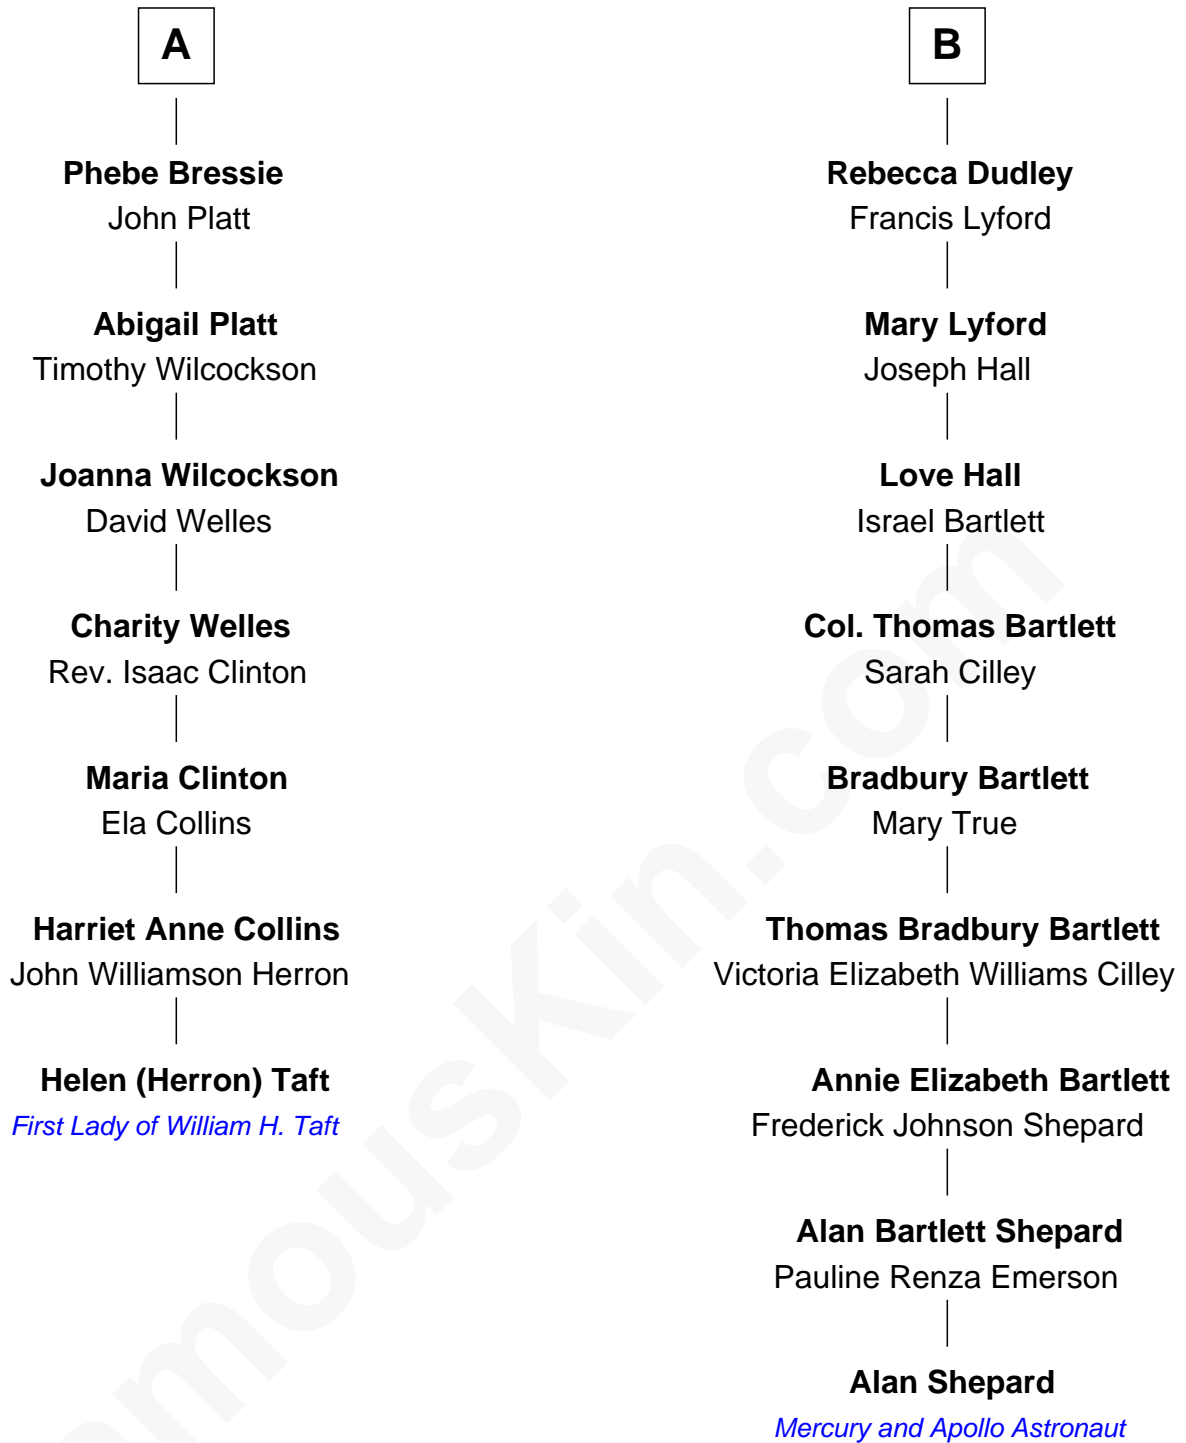 A
Phebe Bressie
John Platt
Abigail Platt
Timothy Wilcockson
Joanna Wilcockson
David Welles
Charity Welles
Rev. Isaac Clinton
Maria Clinton
Ela Collins
Harriet Anne Collins
John Williamson Herron
Helen (Herron) Taft
First Lady of William H. Taft
B
Rebecca Dudley
Francis Lyford
Mary Lyford
Joseph Hall
Love Hall
Israel Bartlett
Col. Thomas Bartlett
Sarah Cilley
Bradbury Bartlett
Mary True
Thomas Bradbury Bartlett
Victoria Elizabeth Williams Cilley
Annie Elizabeth Bartlett
Frederick Johnson Shepard
Alan Bartlett Shepard
Pauline Renza Emerson
Alan Shepard
Mercury and Apollo Astronaut
amouskin.com